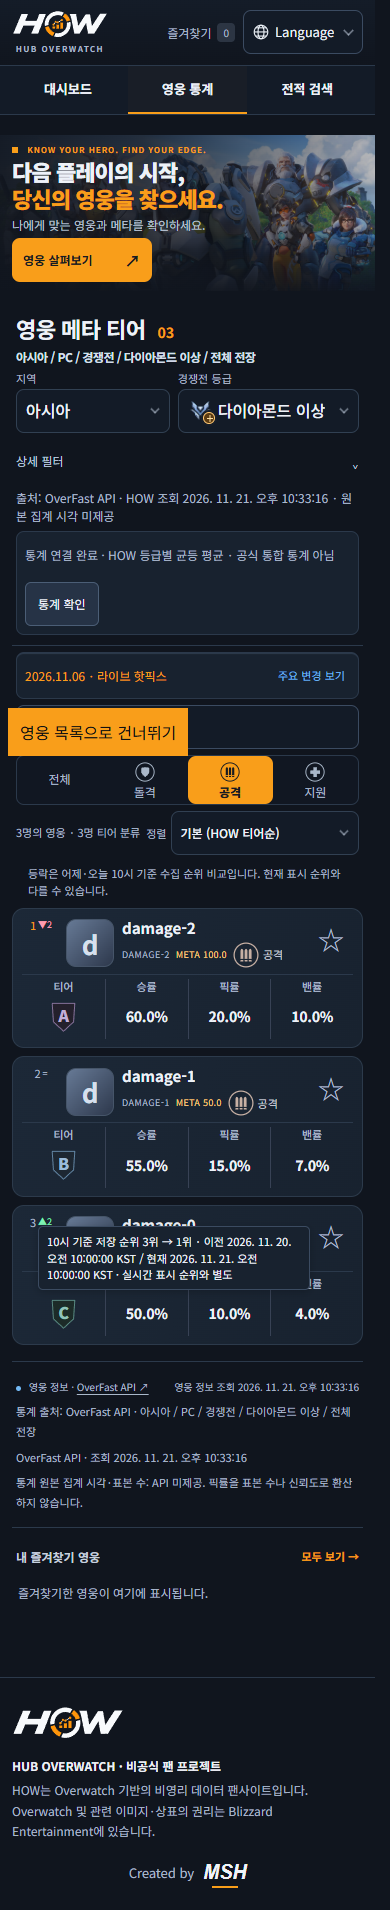 HOW
HUB OVERWATCH
즐겨찾기 0
Language
대시보드 영웅 통계 전적 검색
KNOW YOUR HERO. FIND YOUR EDGE.
다음 플레이의 시작,
당신의 영웅을 찾으세요.
나에게 맞는 영웅과 메타를 확인하세요.
영웅 살펴보기 ↗
영웅 메타 티어 03
아시아 / PC / 경쟁전 / 다이아몬드 이상 / 전체 전장
지역 경쟁전 등급
아시아 다이아몬드 이상
상세 필터
출처: OverFast API · HOW 조회 2026. 11. 21. 오후 10:33:16 · 원
본 집계 시각 미제공
통계 연결 완료 · HOW 등급별 균등 평균 · 공식 통합 통계 아님
통계 확인
2026.11.06 · 라이브 핫픽스 주요 변경 보기
영웅 목록으로 건너뛰기
전체 돌격 공격 지원
3명의 영웅 · 3명 티어 분류 정렬 기본 (HOW 티어순)
등락은 어제·오늘 10시 기준 수집 순위 비교입니다. 현재 표시 순위와
다를 수 있습니다.
1 ▼2 d damage-2
DAMAGE-2 META 100.0 공격 ☆
티어 승률 픽률 밴률
A 60.0% 20.0% 10.0%
2 = d damage-1
DAMAGE-1 META 50.0 공격 ☆
티어 승률 픽률 밴률
B 55.0% 15.0% 7.0%
3 ▲2 damage-0 ☆
10시 기준 저장 순위 3위 → 1위 · 이전 2026. 11. 20.
오전 10:00:00 KST / 현재 2026. 11. 21. 오전
10:00:00 KST · 실시간 표시 순위와 별도
C 50.0% 10.0% 4.0%
영웅 정보 · OverFast API ↗ 영웅 정보 조회 2026. 11. 21. 오후 10:33:16
통계 출처: OverFast API · 아시아 / PC / 경쟁전 / 다이아몬드 이상 / 전체
전장
OverFast API · 조회 2026. 11. 21. 오후 10:33:16
통계 원본 집계 시각·표본 수: API 미제공. 픽률을 표본 수나 신뢰도로 환산
하지 않습니다.
내 즐겨찾기 영웅 모두 보기 →
즐겨찾기한 영웅이 여기에 표시됩니다.
HOW
HUB OVERWATCH · 비공식 팬 프로젝트
HOW는 Overwatch 기반의 비영리 데이터 팬사이트입니다.
Overwatch 및 관련 이미지·상표의 권리는 Blizzard
Entertainment에 있습니다.
Created by MSH